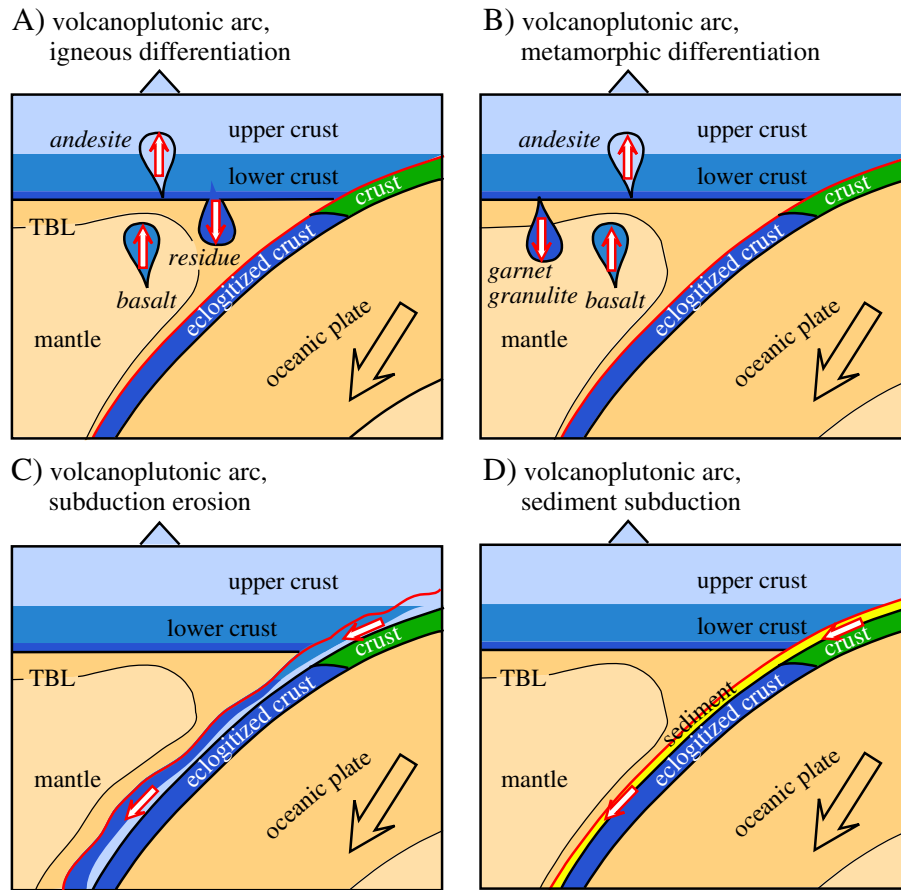 A) volcanoplutonic arc,
igneous differentiation
andesite
upper crust
lower crust
crust
TBL
residue
basalt
eclogitized crust
mantle
oceanic plate
B) volcanoplutonic arc,
metamorphic differentiation
andesite
upper crust
lower crust
crust
TBL
garnet
granulite
basalt
eclogitized crust
mantle
oceanic plate
C) volcanoplutonic arc,
subduction erosion
upper crust
lower crust
crust
TBL
eclogitized crust
mantle
oceanic plate
D) volcanoplutonic arc,
sediment subduction
upper crust
lower crust
crust
TBL
sediment
eclogitized crust
mantle
oceanic plate